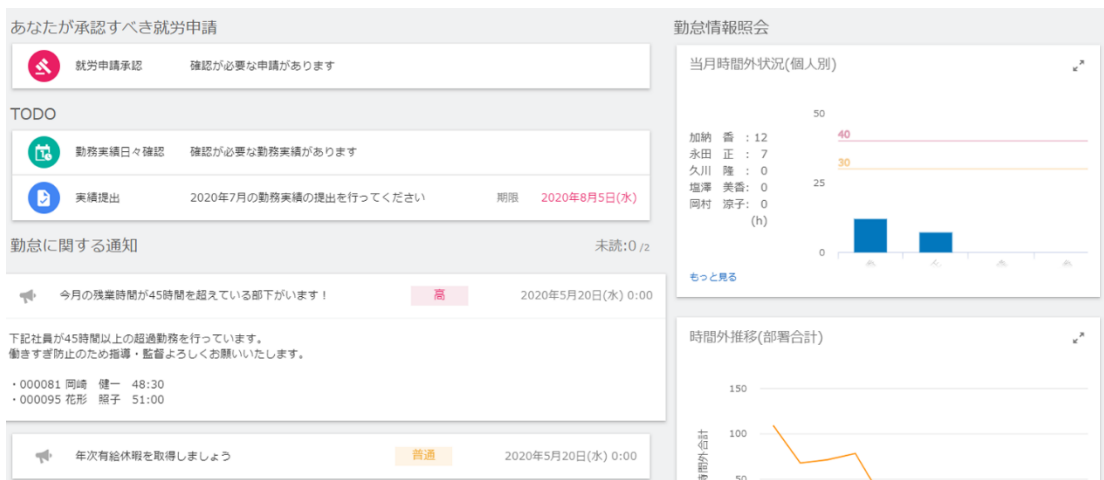 あなたが承認すべき就労申請
就労申請承認 確認が必要な申請があります
TODO
勤務実績日々確認 確認が必要な勤務実績があります
実績提出 2020年7月の勤務実績の提出を行ってください 期限 2020年8月5日(水)
勤怠に関する通知 未読:0 /2
今月の残業時間が45時間を超えている部下がいます！ 高 2020年5月20日(水) 0:00
下記社員が45時間以上の超過勤務を行っています。
働きすぎ防止のため指導・監督よろしくお願いいたします。
・000081 岡崎 健一 48:30
・000095 花形 照子 51:00
年次有給休暇を取得しましょう 普通 2020年5月20日(水) 0:00
勤怠情報照会
当月時間外状況(個人別)
加納 香 : 12
永田 正 : 7
久川 隆 : 0
塩澤 美香: 0
岡村 涼子: 0
(h)
50
40
30
25
0
もっと見る
時間外推移(部署合計)
150
100
50
時間外合計